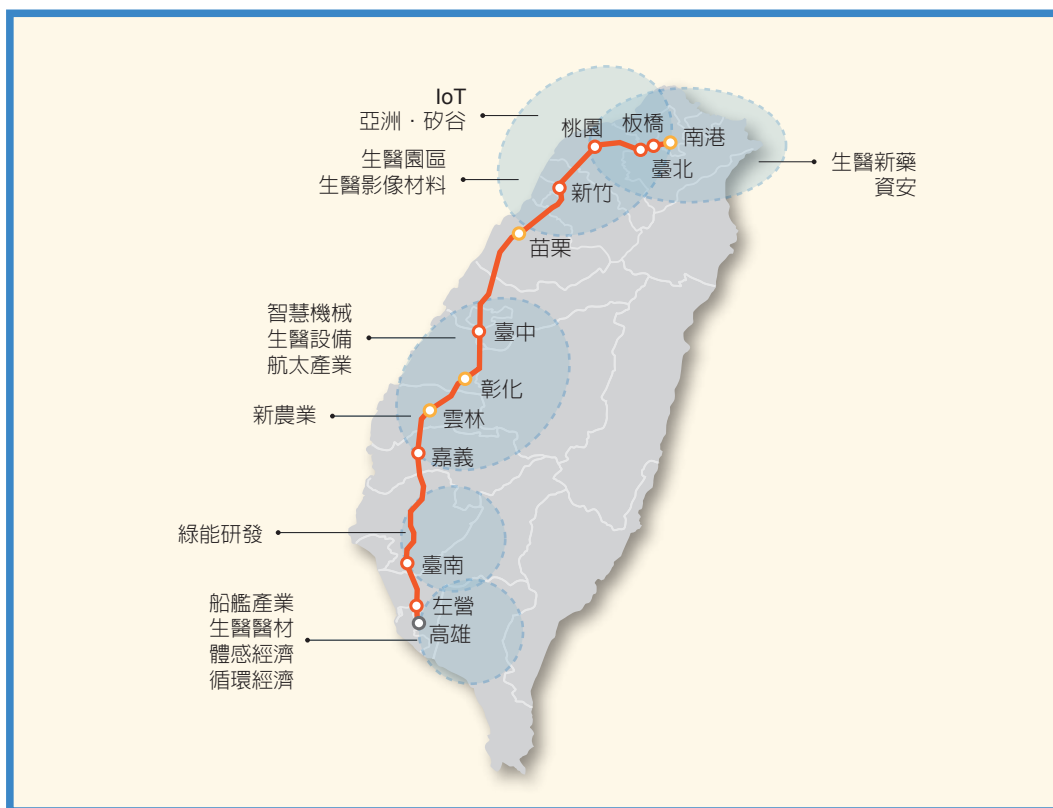 IoT
亞洲．矽谷
生醫園區
生醫影像材料
桃園
板橋
南港
臺北
生醫新藥
資安
新竹
苗栗
智慧機械
生醫設備
航太產業
臺中
彰化
新農業
雲林
嘉義
綠能研發
臺南
船艦產業
生醫醫材
體感經濟
循環經濟
左營
高雄